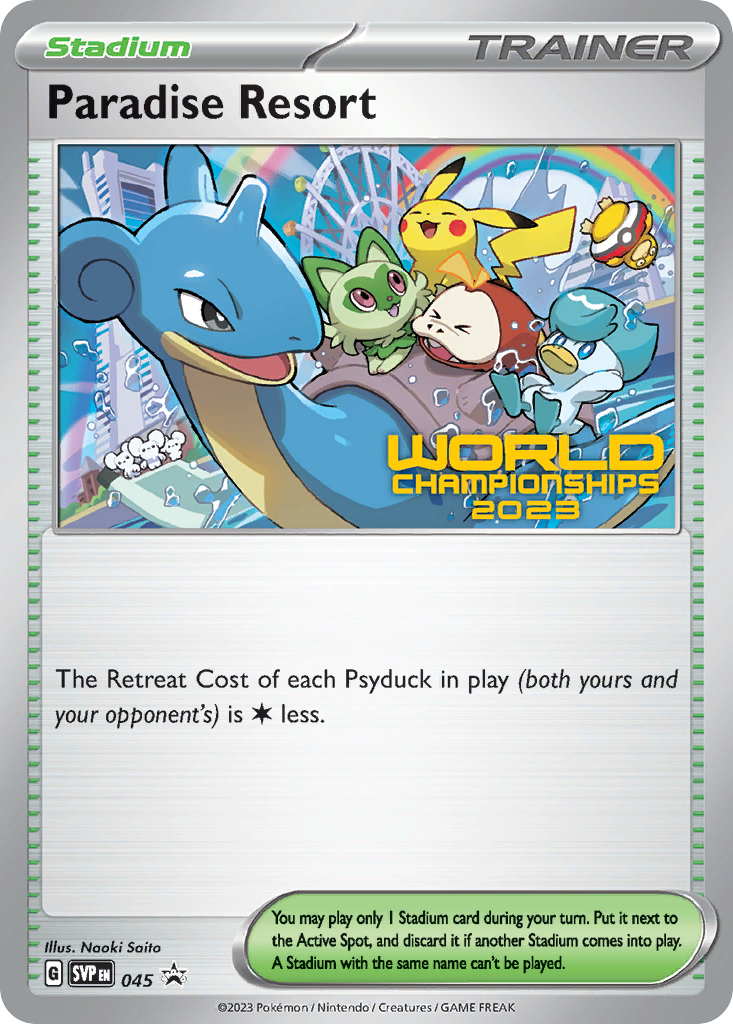 Stadium TRAINER
Paradise Resort
WORLD
CHAMPIONSHIPS
2023
The Retreat Cost of each Psyduck in play (both yours and
your opponent's) is less.
You may play only 1 Stadium card during your turn. Put it next to
the Active Spot, and discard it if another Stadium comes into play.
A Stadium with the same name can't be played.
Illus. Naoki Saito
G SVP EN 045
©2023 Pokémon / Nintendo / Creatures / GAME FREAK